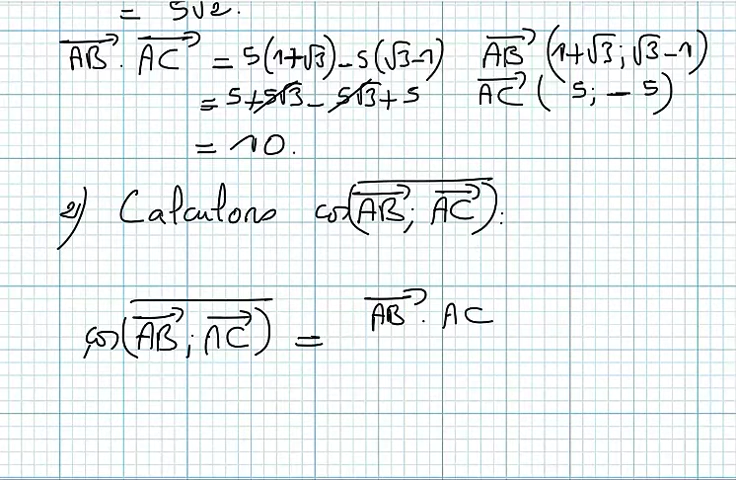 = 5√2.
AB⃗ . AC⃗ = 5(1+√3) - 5(√3-1) AB⃗ (1+√3; √3-1)
= 5+5√3 - 5√3+5 AC⃗ ( 5; - 5)
= 10.
2) Calculons cos(AB⃗; AC⃗):
cos(AB⃗; AC⃗) = AB⃗ . AC